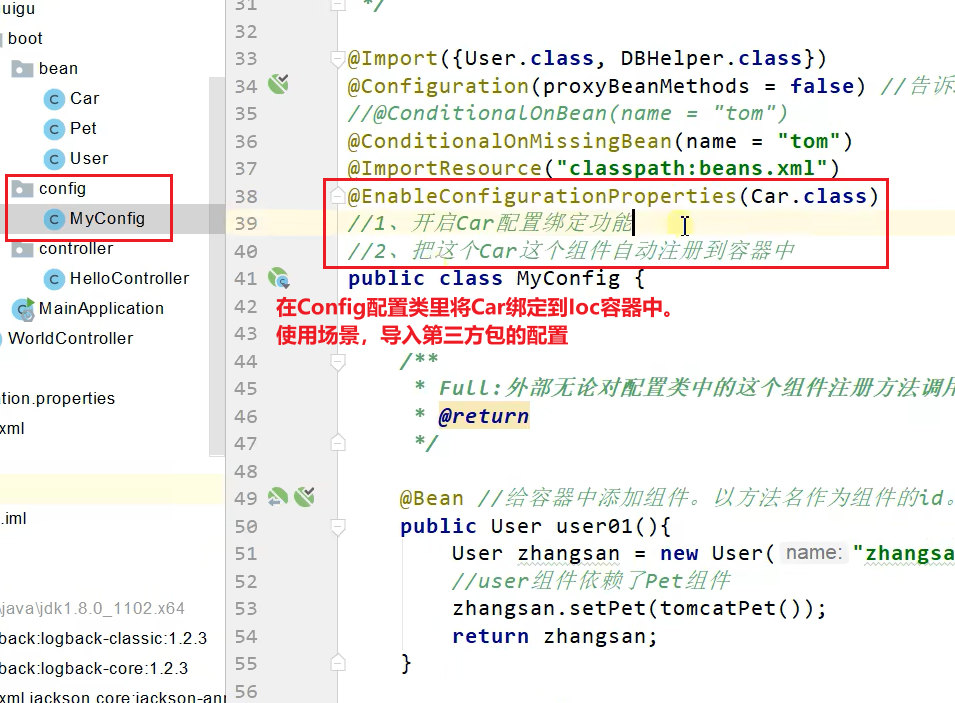 uigu
boot
bean
Car
Pet
User
config
MyConfig
controller
HelloController
MainApplication
WorldController
tion.properties
xml
.iml
\java\jdk1.8.0_1102.x64
back:logback-classic:1.2.3
back:logback-core:1.2.3
xml.jackson.core:jackson-ann
31 */
32
33 @Import({User.class, DBHelper.class})
34 @Configuration(proxyBeanMethods = false) //告诉
35 //@ConditionalOnBean(name = "tom")
36 @ConditionalOnMissingBean(name = "tom")
37 @ImportResource("classpath:beans.xml")
38 @EnableConfigurationProperties(Car.class)
39 //1、开启Car配置绑定功能
40 //2、把这个Car这个组件自动注册到容器中
41 public class MyConfig {
42 在Config配置类里将Car绑定到Ioc容器中。
43 使用场景，导入第三方包的配置
44 /**
45 * Full:外部无论对配置类中的这个组件注册方法调用
46 * @return
47 */
48
49 @Bean //给容器中添加组件。以方法名作为组件的id。
50 public User user01(){
51 User zhangsan = new User( name: "zhangsa
52 //user组件依赖了Pet组件
53 zhangsan.setPet(tomcatPet());
54 return zhangsan;
55 }
56